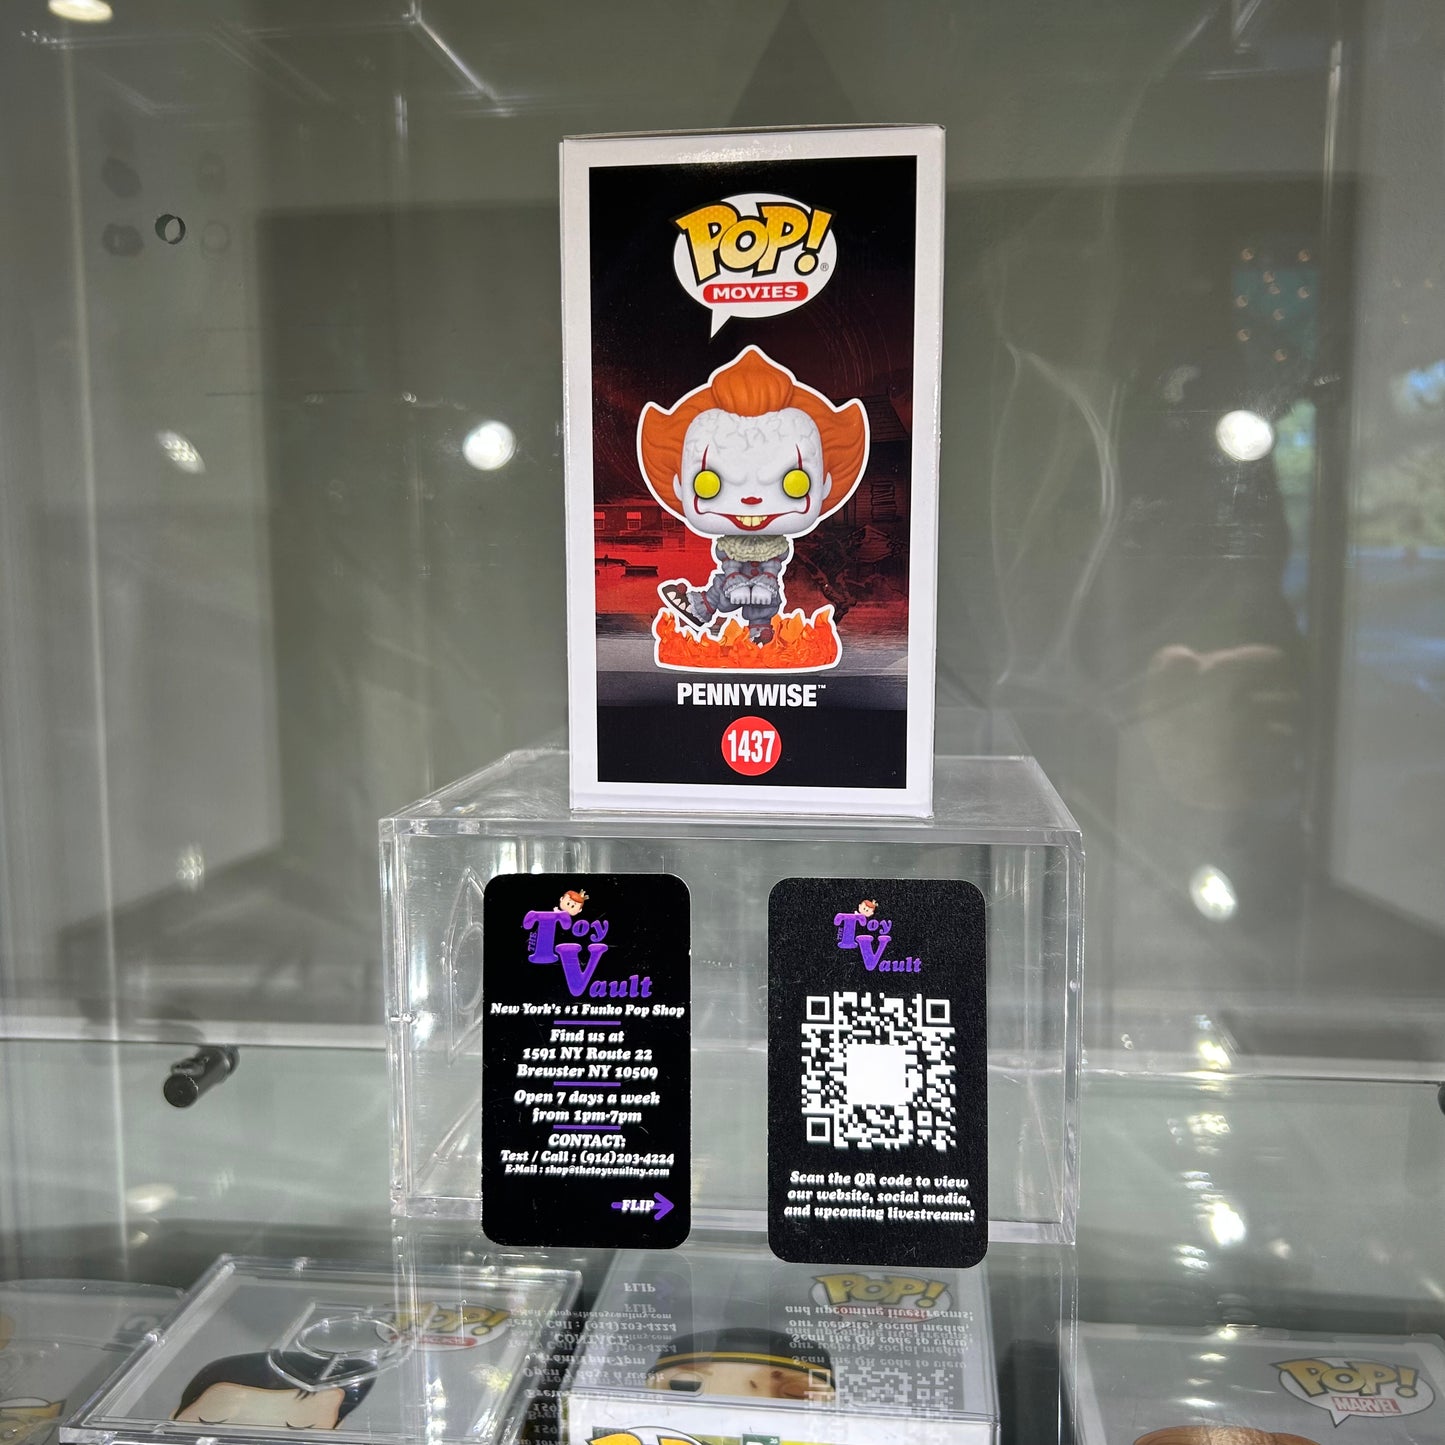 POP!
MOVIES
PENNYWISE™
1437
THE Toy Vault
New York's #1 Funko Pop Shop
Find us at
1591 NY Route 22
Brewster NY 10509
Open 7 days a week
from 1pm-7pm
CONTACT:
Text / Call : (914)203-4224
E-Mail : shop@thetoyvaultny.com
FLIP
THE Toy Vault
Scan the QR code to view
our website, social media,
and upcoming livestreams!
POP!
MOVIES
POP!
POP!
MARVEL